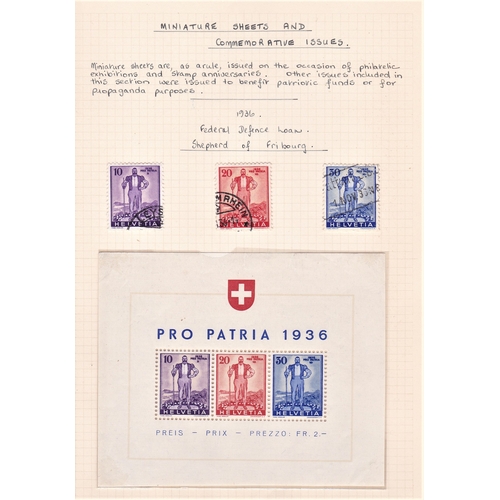 MINIATURE SHEETS AND
COMMEMORATIVE ISSUES.
Miniature sheets are, as a rule, issued on the occasion of philatelic
exhibitions and stamp anniversaries. Other issues included in
this section were issued to benefit patriotic funds or for
propaganda purposes.
1936
Federal Defence Loan.
Shepherd of Fribourg.
10 20 30
HELVETIA HELVETIA HELVETIA
PRO PATRIA 1936
10 20 30
HELVETIA HELVETIA HELVETIA
PREIS - PRIX - PREZZO: FR. 2.-